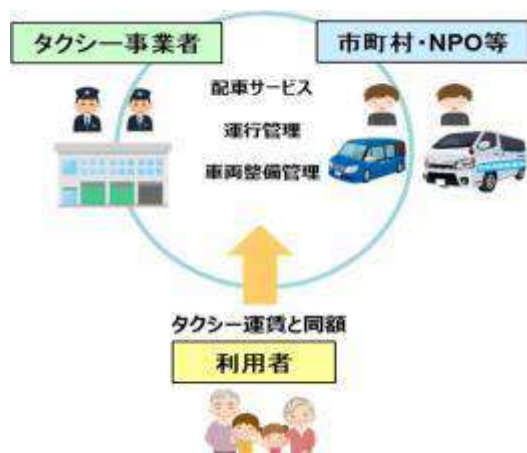 タクシー事業者
市町村・NPO等
配車サービス
運行管理
車両整備管理
タクシー運賃と同額
利用者